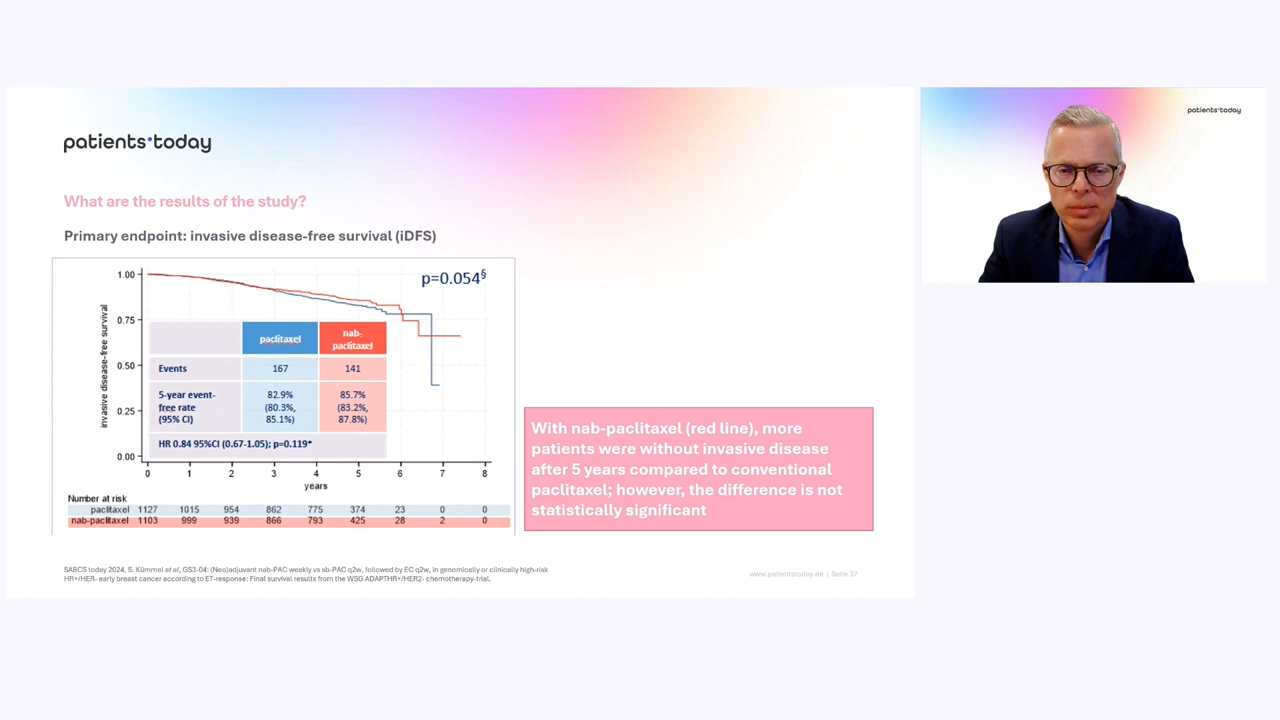 patients•today
What are the results of the study?
Primary endpoint: invasive disease-free survival (iDFS)
p=0.054§
1.00
0.75
0.50
0.25
0.00
invasive disease-free survival
paclitaxel
nab-
paclitaxel
Events
167
141
5-year event-
free rate
(95% CI)
82.9%
(80.3%,
85.1%)
85.7%
(83.2%,
87.8%)
HR 0.84 95%CI (0.67-1.05); p=0.119*
0 1 2 3 4 5 6 7 8
years
Number at risk
paclitaxel 1127 1015 954 862 775 374 23 0 0
nab-paclitaxel 1103 999 939 866 793 425 28 2 0
With nab-paclitaxel (red line), more
patients were without invasive disease
after 5 years compared to conventional
paclitaxel; however, the difference is not
statistically significant
SABCS today 2024, S. Kümmel et al, GS3-04: (Neo)adjuvant nab-PAC weekly vs sb-PAC q2w, followed by EC q2w, in genomically or clinically high-risk
HR+/HER- early breast cancer according to ET-response: Final survival results from the WSG ADAPTHR+/HER2- chemotherapy-trial.
www.patientstoday.de | Seite 37
patients•today